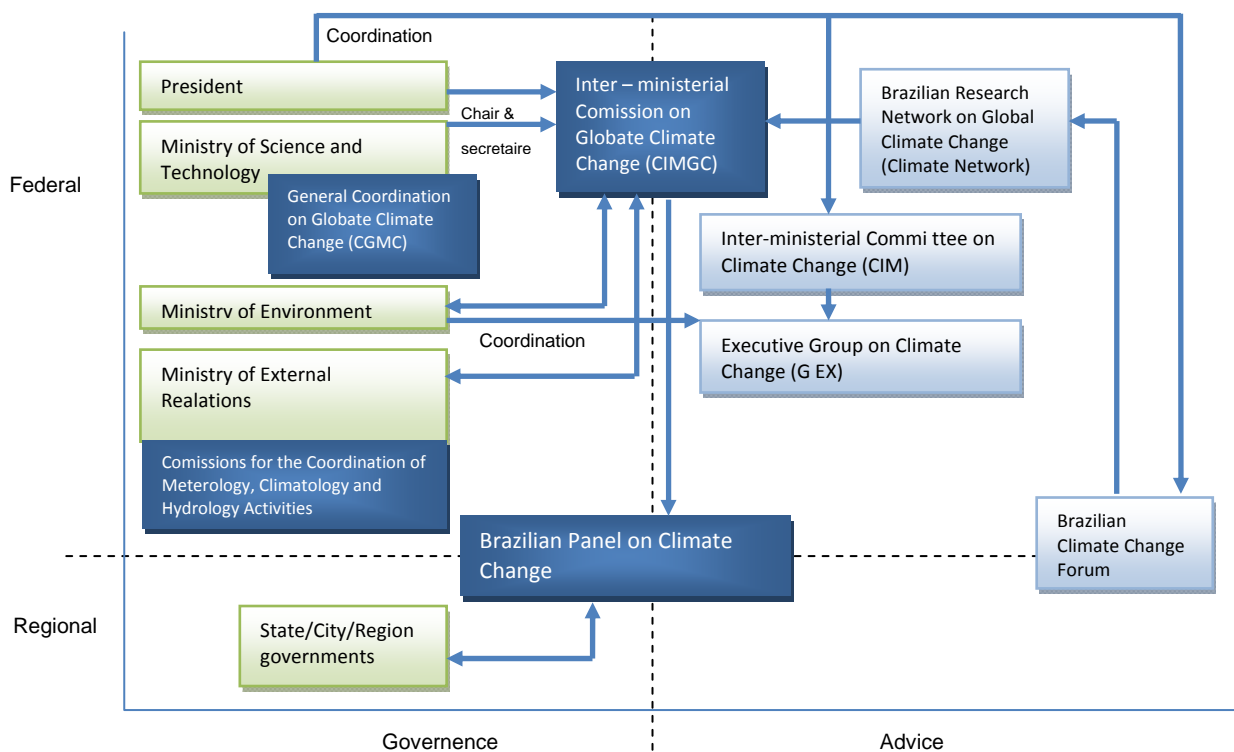 Coordination
President
Chair &
secretaire
Ministry of Science and
Technology
General Coordination
on Globate Climate
Change (CGMC)
Inter – ministerial
Comission on
Globate Climate
Change (CIMGC)
Brazilian Research
Network on Global
Climate Change
(Climate Network)
Federal
Inter-ministerial Commi ttee on
Climate Change (CIM)
Ministry of Environment
Coordination
Executive Group on Climate
Change (G EX)
Ministry of External
Realations
Comissions for the Coordination of
Meterology, Climatology and
Hydrology Activities
Brazilian Panel on Climate
Change
Brazilian
Climate Change
Forum
Regional
State/City/Region
governments
Governence
Advice